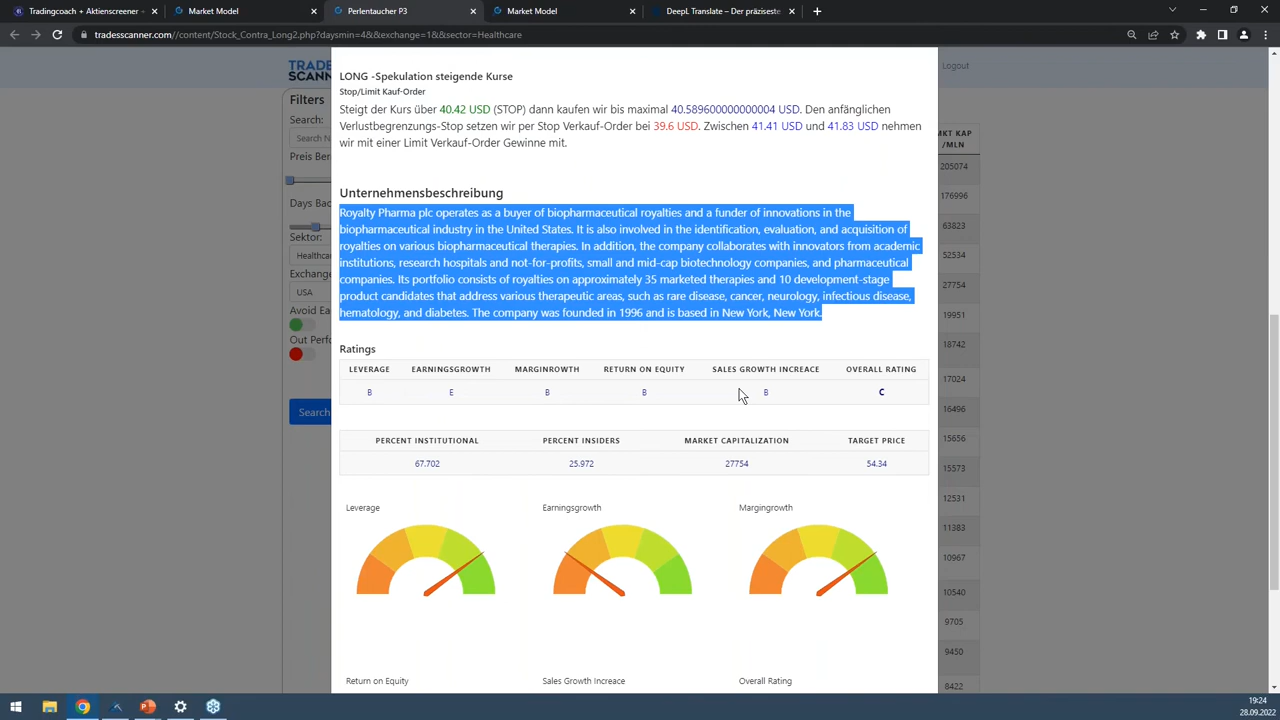 Tradingcoach + Aktienscreener -
Market Model
Perlucider P3
Market Model
DeepL Translate – Der präziseste
tradesscanner.com//content/Stock_Contra_Long2.php?daysmin=4&&exchange=1&&sector=Healthcare
Logout
Filters
Search:
Search N
Preis Ber
Days Bac
Sektor:
Healthcar
Exchange
USA
Avoid Ea
Out Perfo
Search
LONG -Spekulation steigende Kurse
Stop/Limit Kauf-Order
Steigt der Kurs über 40.42 USD (STOP) dann kaufen wir bis maximal 40.589600000000004 USD. Den anfänglichen
Verlustbegrenzungs-Stop setzen wir per Stop Verkauf-Order bei 39.6 USD. Zwischen 41.41 USD und 41.83 USD nehmen
wir mit einer Limit Verkauf-Order Gewinne mit.
Unternehmensbeschreibung
Royalty Pharma plc operates as a buyer of biopharmaceutical royalties and a funder of innovations in the
biopharmaceutical industry in the United States. It is also involved in the identification, evaluation, and acquisition of
royalties on various biopharmaceutical therapies. In addition, the company collaborates with innovators from academic
institutions, research hospitals and not-for-profits, small and mid-cap biotechnology companies, and pharmaceutical
companies. Its portfolio consists of royalties on approximately 35 marketed therapies and 10 development-stage
product candidates that address various therapeutic areas, such as rare disease, cancer, neurology, infectious disease,
hematology, and diabetes. The company was founded in 1996 and is based in New York, New York.
Ratings
LEVERAGE EARNINGSGROWTH MARGINROWTH RETURN ON EQUITY SALES GROWTH INCREACE OVERALL RATING
B E B B B C
PERCENT INSTITUTIONAL PERCENT INSIDERS MARKET CAPITALIZATION TARGET PRICE
67.702 25.972 27754 54.34
Leverage Earningsgrowth Margingrowth
Return on Equity Sales Growth Increace Overall Rating
MKT KAP
/MLN
205074
176996
63823
52534
27754
19951
18742
17024
16496
15656
15573
12531
11383
10967
10540
9705
9450
8422
19:24
28.09.2022